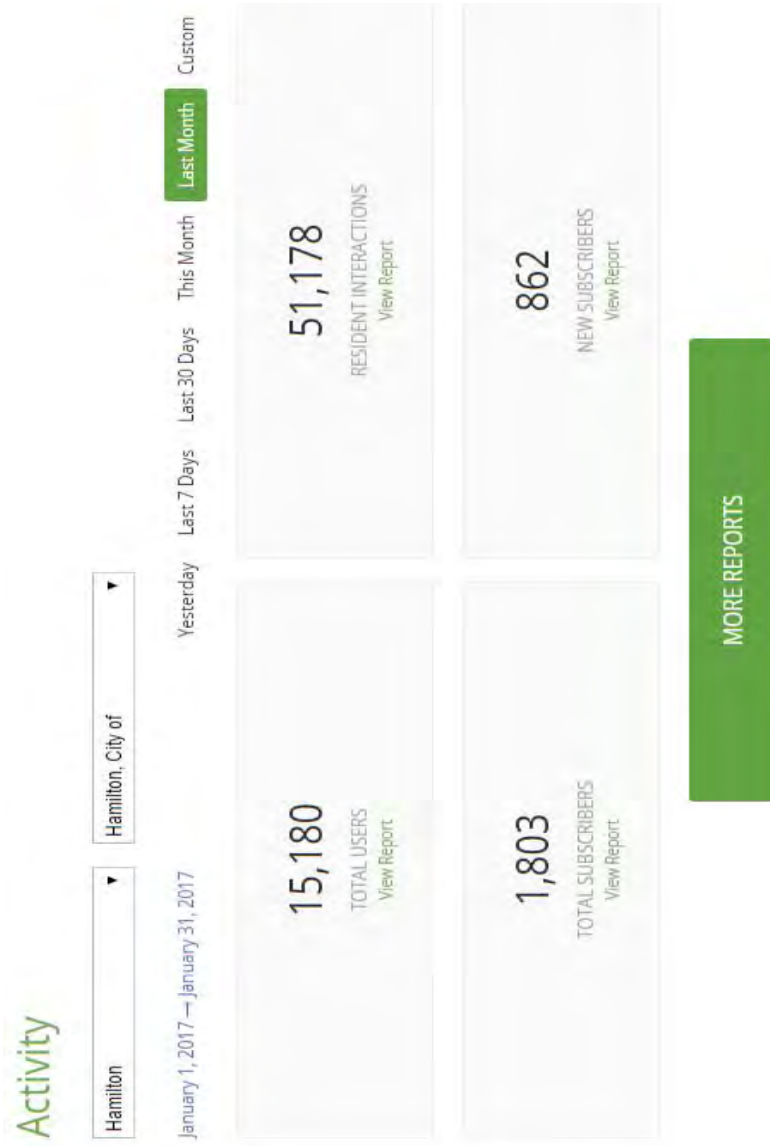 Activity
Hamilton ▼ Hamilton, City of ▼
January 1, 2017 → January 31, 2017 Yesterday Last 7 Days Last 30 Days This Month Last Month Custom
15,180
TOTAL USERS
View Report
51,178
RESIDENT INTERACTIONS
View Report
1,803
TOTAL SUBSCRIBERS
View Report
862
NEW SUBSCRIBERS
View Report
MORE REPORTS